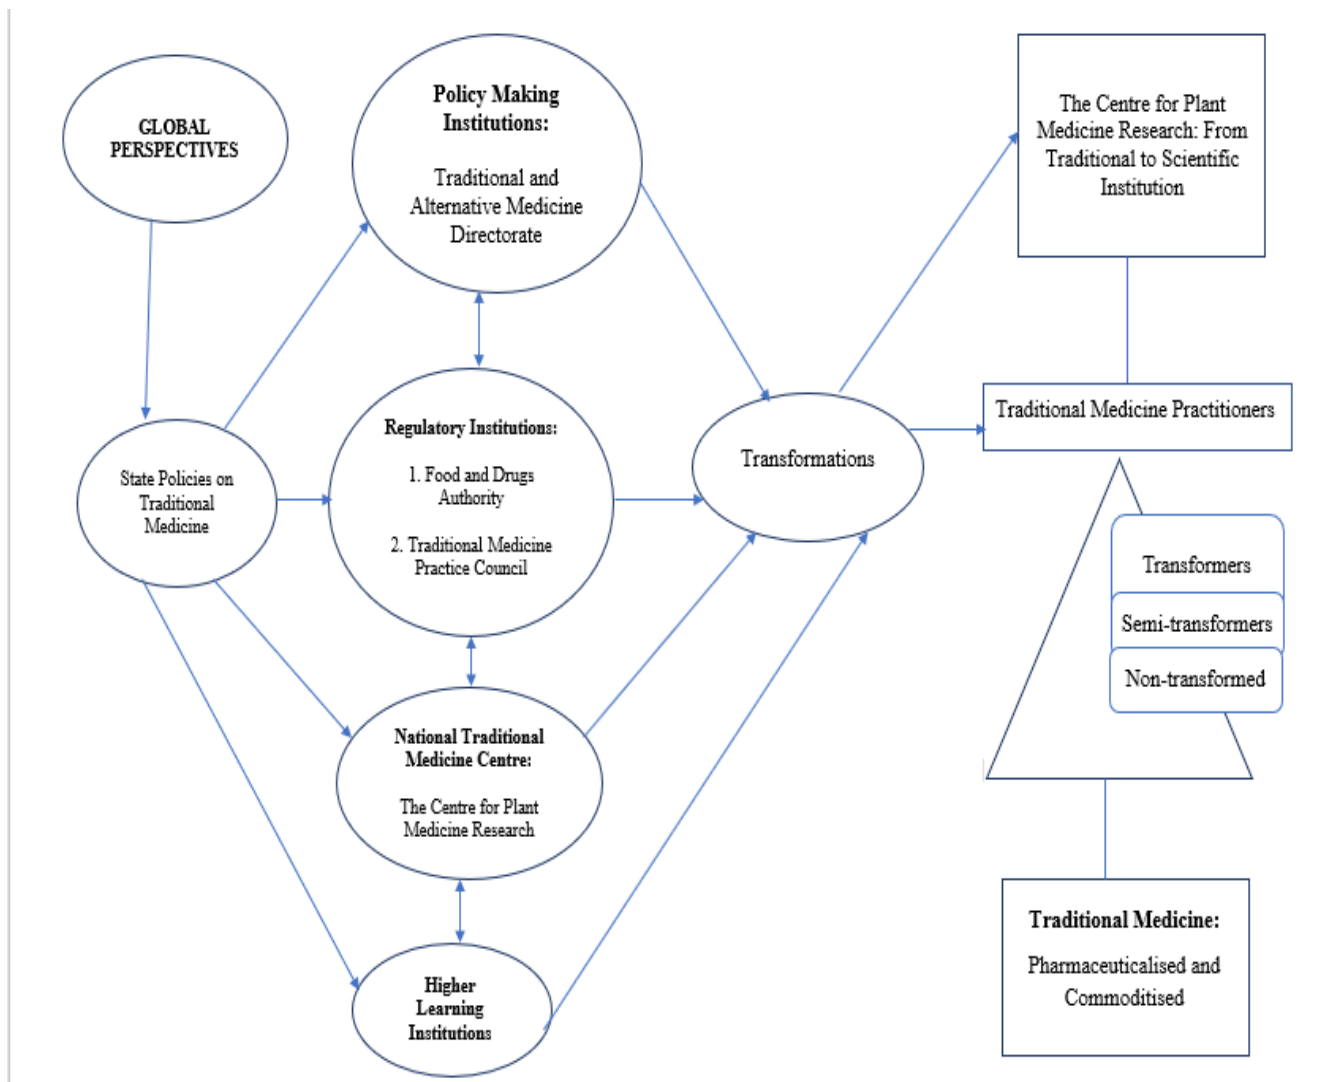 GLOBAL
PERSPECTIVES
State Policies on
Traditional
Medicine
Policy Making
Institutions:
Traditional and
Alternative Medicine
Directorate
Regulatory Institutions:
1. Food and Drugs
Authority
2. Traditional Medicine
Practice Council
National Traditional
Medicine Centre:
The Centre for Plant
Medicine Research
Higher
Learning
Institutions
Transformations
The Centre for Plant
Medicine Research: From
Traditional to Scientific
Institution
Traditional Medicine Practitioners
Transformers
Semi-transformers
Non-transformed
Traditional Medicine:
Pharmaceuticalised and
Commoditised